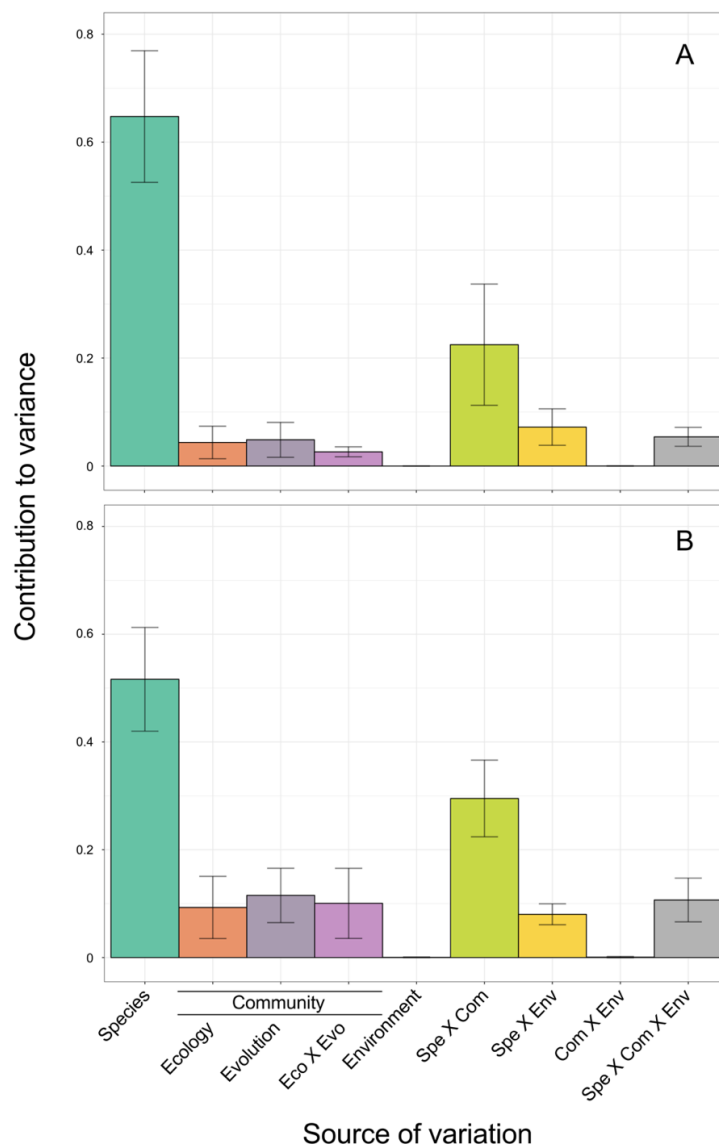 Contribution to variance
A
0.8
0.6
0.4
0.2
0
B
0.8
0.6
0.4
0.2
0
Species
Community
Ecology
Evolution
Eco X Evo
Environment
Spe X Com
Spe X Env
Com X Env
Spe X Com X Env
Source of variation